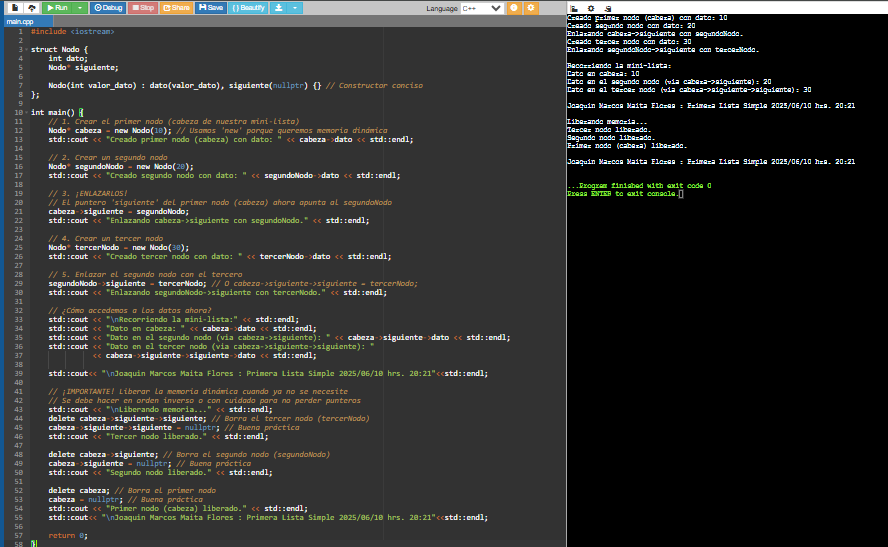 Run Debug Stop Share Save { } Beautify Language C++
main.cpp
1 #include <iostream>
2
3 struct Nodo {
4 int dato;
5 Nodo* siguiente;
6
7 Nodo(int valor_dato) : dato(valor_dato), siguiente(nullptr) {} // Constructor conciso
8 };
9
10 int main() {
11 // 1. Crear el primer nodo (cabeza de nuestra mini-lista)
12 Nodo* cabeza = new Nodo(10); // Usamos 'new' porque queremos memoria dinámica
13 std::cout << "Creado primer nodo (cabeza) con dato: " << cabeza->dato << std::endl;
14
15 // 2. Crear un segundo nodo
16 Nodo* segundoNodo = new Nodo(20);
17 std::cout << "Creado segundo nodo con dato: " << segundoNodo->dato << std::endl;
18
19 // 3. ¡ENLAZARLOS!
20 // El puntero 'siguiente' del primer nodo (cabeza) ahora apunta al segundoNodo
21 cabeza->siguiente = segundoNodo;
22 std::cout << "Enlazando cabeza->siguiente con segundoNodo." << std::endl;
23
24 // 4. Crear un tercer nodo
25 Nodo* tercerNodo = new Nodo(30);
26 std::cout << "Creado tercer nodo con dato: " << tercerNodo->dato << std::endl;
27
28 // 5. Enlazar el segundo nodo con el tercero
29 segundoNodo->siguiente = tercerNodo; // O cabeza->siguiente->siguiente = tercerNodo;
30 std::cout << "Enlazando segundoNodo->siguiente con tercerNodo." << std::endl;
31
32 // ¿Cómo accedemos a los datos ahora?
33 std::cout << "\nRecorriendo la mini-lista:" << std::endl;
34 std::cout << "Dato en cabeza: " << cabeza->dato << std::endl;
35 std::cout << "Dato en el segundo nodo (via cabeza->siguiente): " << cabeza->siguiente->dato << std::endl;
36 std::cout << "Dato en el tercer nodo (via cabeza->siguiente->siguiente): "
37 << cabeza->siguiente->siguiente->dato << std::endl;
38
39 std::cout<< "\nJoaquin Marcos Maita Flores : Primera Lista Simple 2025/06/10 hrs. 20:21"<<std::endl;
40
41 // ¡IMPORTANTE! Liberar la memoria dinámica cuando ya no se necesite
42 // Se debe hacer en orden inverso o con cuidado para no perder punteros
43 std::cout << "\nLiberando memoria..." << std::endl;
44 delete cabeza->siguiente->siguiente; // Borra el tercer nodo (tercerNodo)
45 cabeza->siguiente->siguiente = nullptr; // Buena práctica
46 std::cout << "Tercer nodo liberado." << std::endl;
47
48 delete cabeza->siguiente; // Borra el segundo nodo (segundoNodo)
49 cabeza->siguiente = nullptr; // Buena práctica
50 std::cout << "Segundo nodo liberado." << std::endl;
51
52 delete cabeza; // Borra el primer nodo
53 cabeza = nullptr; // Buena práctica
54 std::cout << "Primer nodo (cabeza) liberado." << std::endl;
55 std::cout<< "\nJoaquin Marcos Maita Flores : Primera Lista Simple 2025/06/10 hrs. 20:21"<<std::endl;
56
57 return 0;
58 }
Creado primer nodo (cabeza) con dato: 10
Creado segundo nodo con dato: 20
Enlazando cabeza->siguiente con segundoNodo.
Creado tercer nodo con dato: 30
Enlazando segundoNodo->siguiente con tercerNodo.
Recorriendo la mini-lista:
Dato en cabeza: 10
Dato en el segundo nodo (via cabeza->siguiente): 20
Dato en el tercer nodo (via cabeza->siguiente->siguiente): 30
Joaquin Marcos Maita Flores : Primera Lista Simple 2025/06/10 hrs. 20:21
Liberando memoria...
Tercer nodo liberado.
Segundo nodo liberado.
Primer nodo (cabeza) liberado.
Joaquin Marcos Maita Flores : Primera Lista Simple 2025/06/10 hrs. 20:21
...Program finished with exit code 0
Press ENTER to exit console.